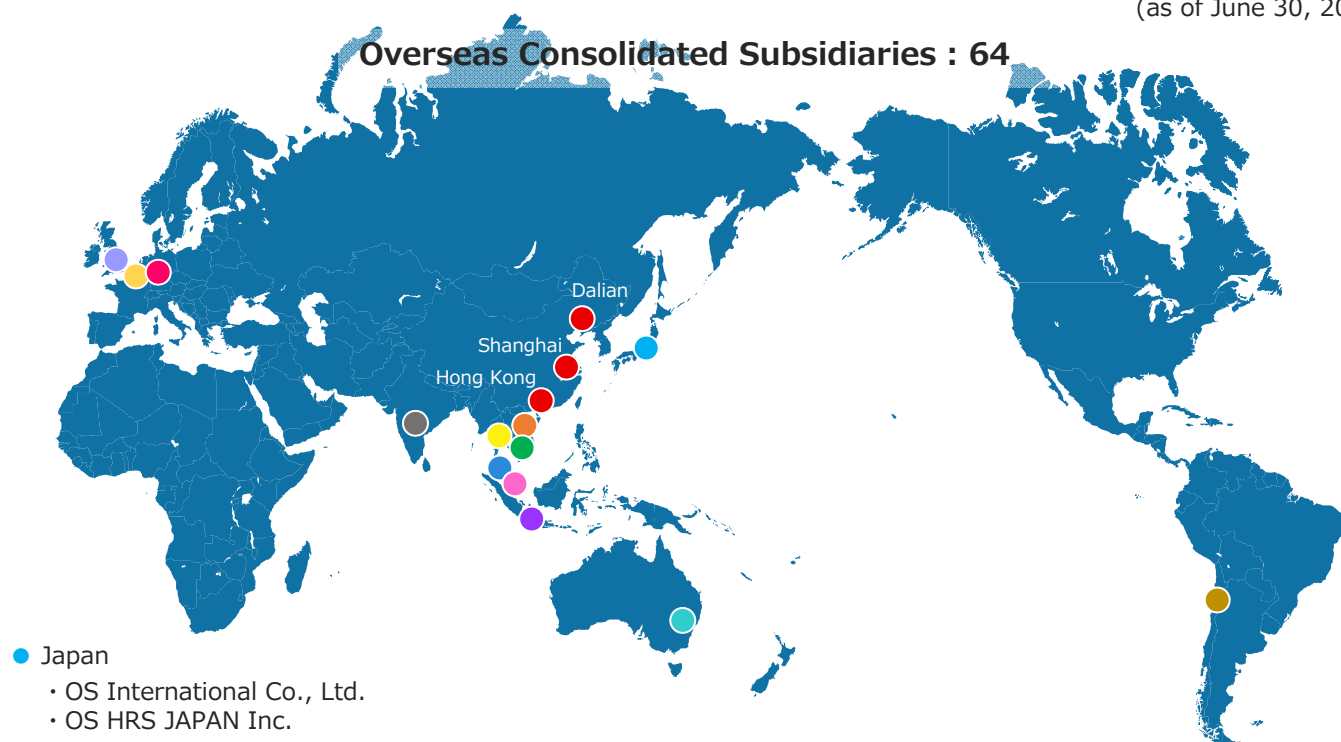 (as of June 30, 20
Overseas Consolidated Subsidiaries : 64
Dalian
Shanghai
Hong Kong
Japan
・OS International Co., Ltd.
・OS HRS JAPAN Inc.